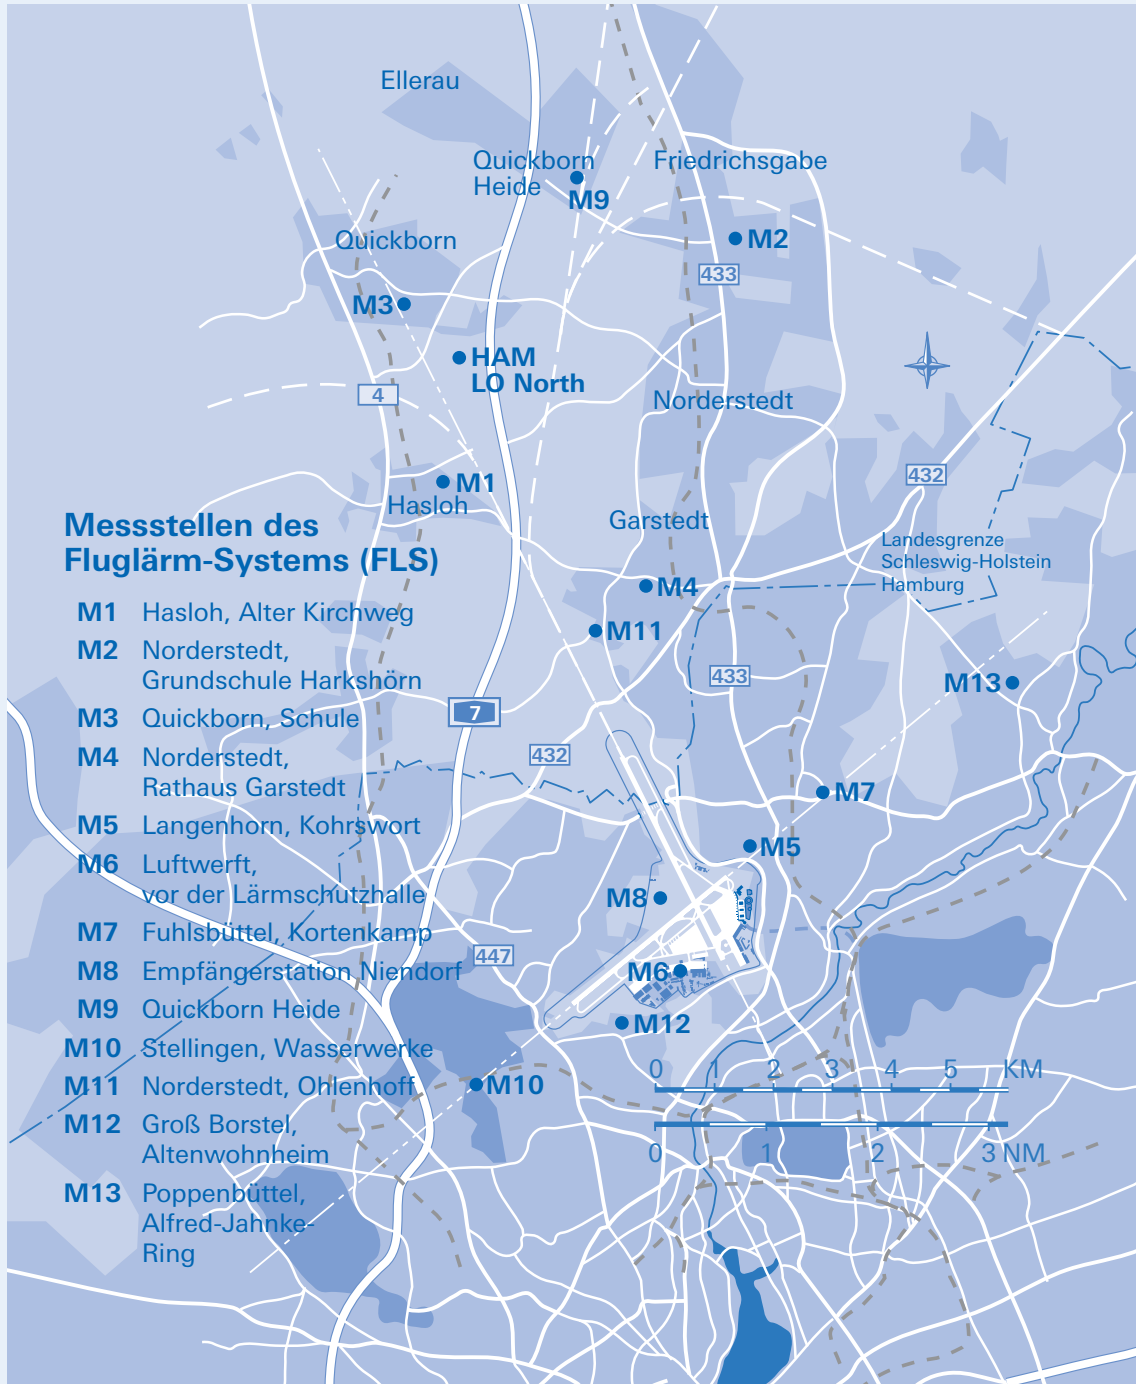 Ellerau
Quickborn
Heide
M9
Friedrichsgabe
M2
Quickborn
433
M3
HAM
LO North
4
Norderstedt
432
M1
Hasloh
Garstedt
Landesgrenze
Schleswig-Holstein
Hamburg
M4
M11
433
M13
7
432
M7
M5
M8
447
M6
M12
M10
Messstellen des
Fluglärm-Systems (FLS)
M1 Hasloh, Alter Kirchweg
M2 Norderstedt,
Grundschule Harkshörn
M3 Quickborn, Schule
M4 Norderstedt,
Rathaus Garstedt
M5 Langenhorn, Kohrswort
M6 Luftwerft,
vor der Lärmschutzhalle
M7 Fuhlsbüttel, Kortenkamp
M8 Empfängerstation Niendorf
M9 Quickborn Heide
M10 Stellingen, Wasserwerke
M11 Norderstedt, Ohlenhoff
M12 Groß Borstel,
Altenwohnheim
M13 Poppenbüttel,
Alfred-Jahnke-
Ring
0 1 2 3 4 5 KM
0 1 2 3 NM